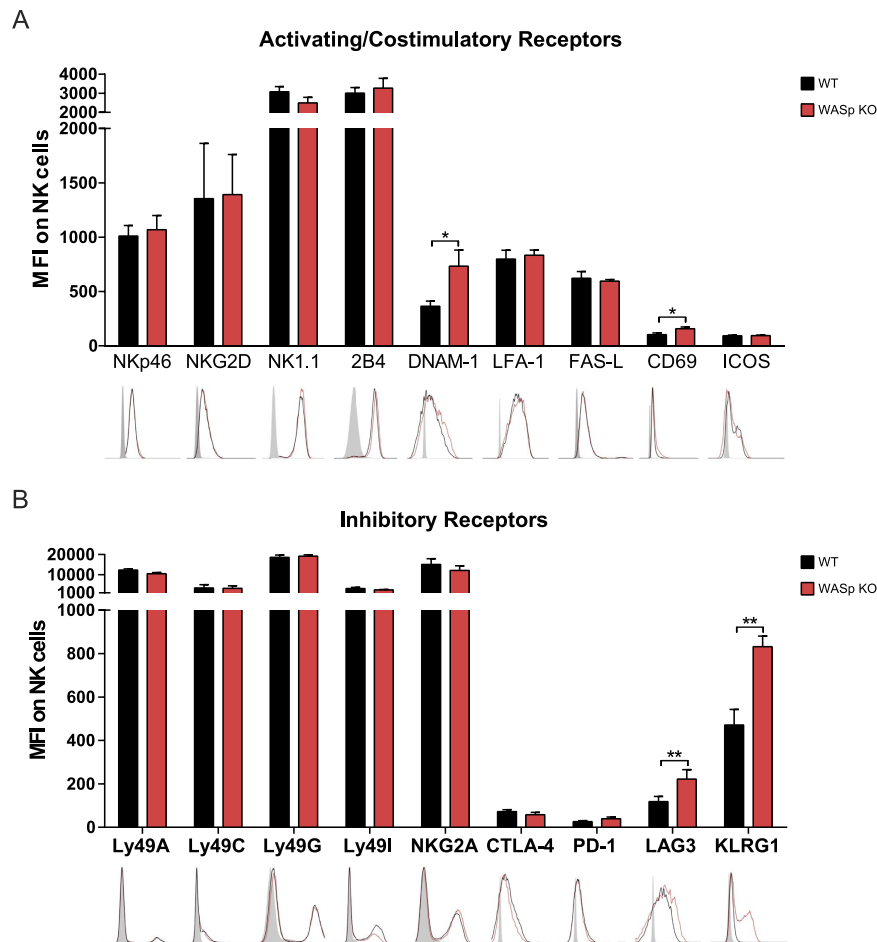 A
Activating/Costimulatory Receptors
MFI on NK cells
4000
3000
2000
2000
1500
1000
500
0
WT
WASp KO
*
*
NKp46 NKG2D NK1.1 2B4 DNAM-1 LFA-1 FAS-L CD69 ICOS
B
Inhibitory Receptors
MFI on NK cells
20000
10000
1000
1000
800
600
400
200
0
WT
WASp KO
**
**
Ly49A Ly49C Ly49G Ly49I NKG2A CTLA-4 PD-1 LAG3 KLRG1